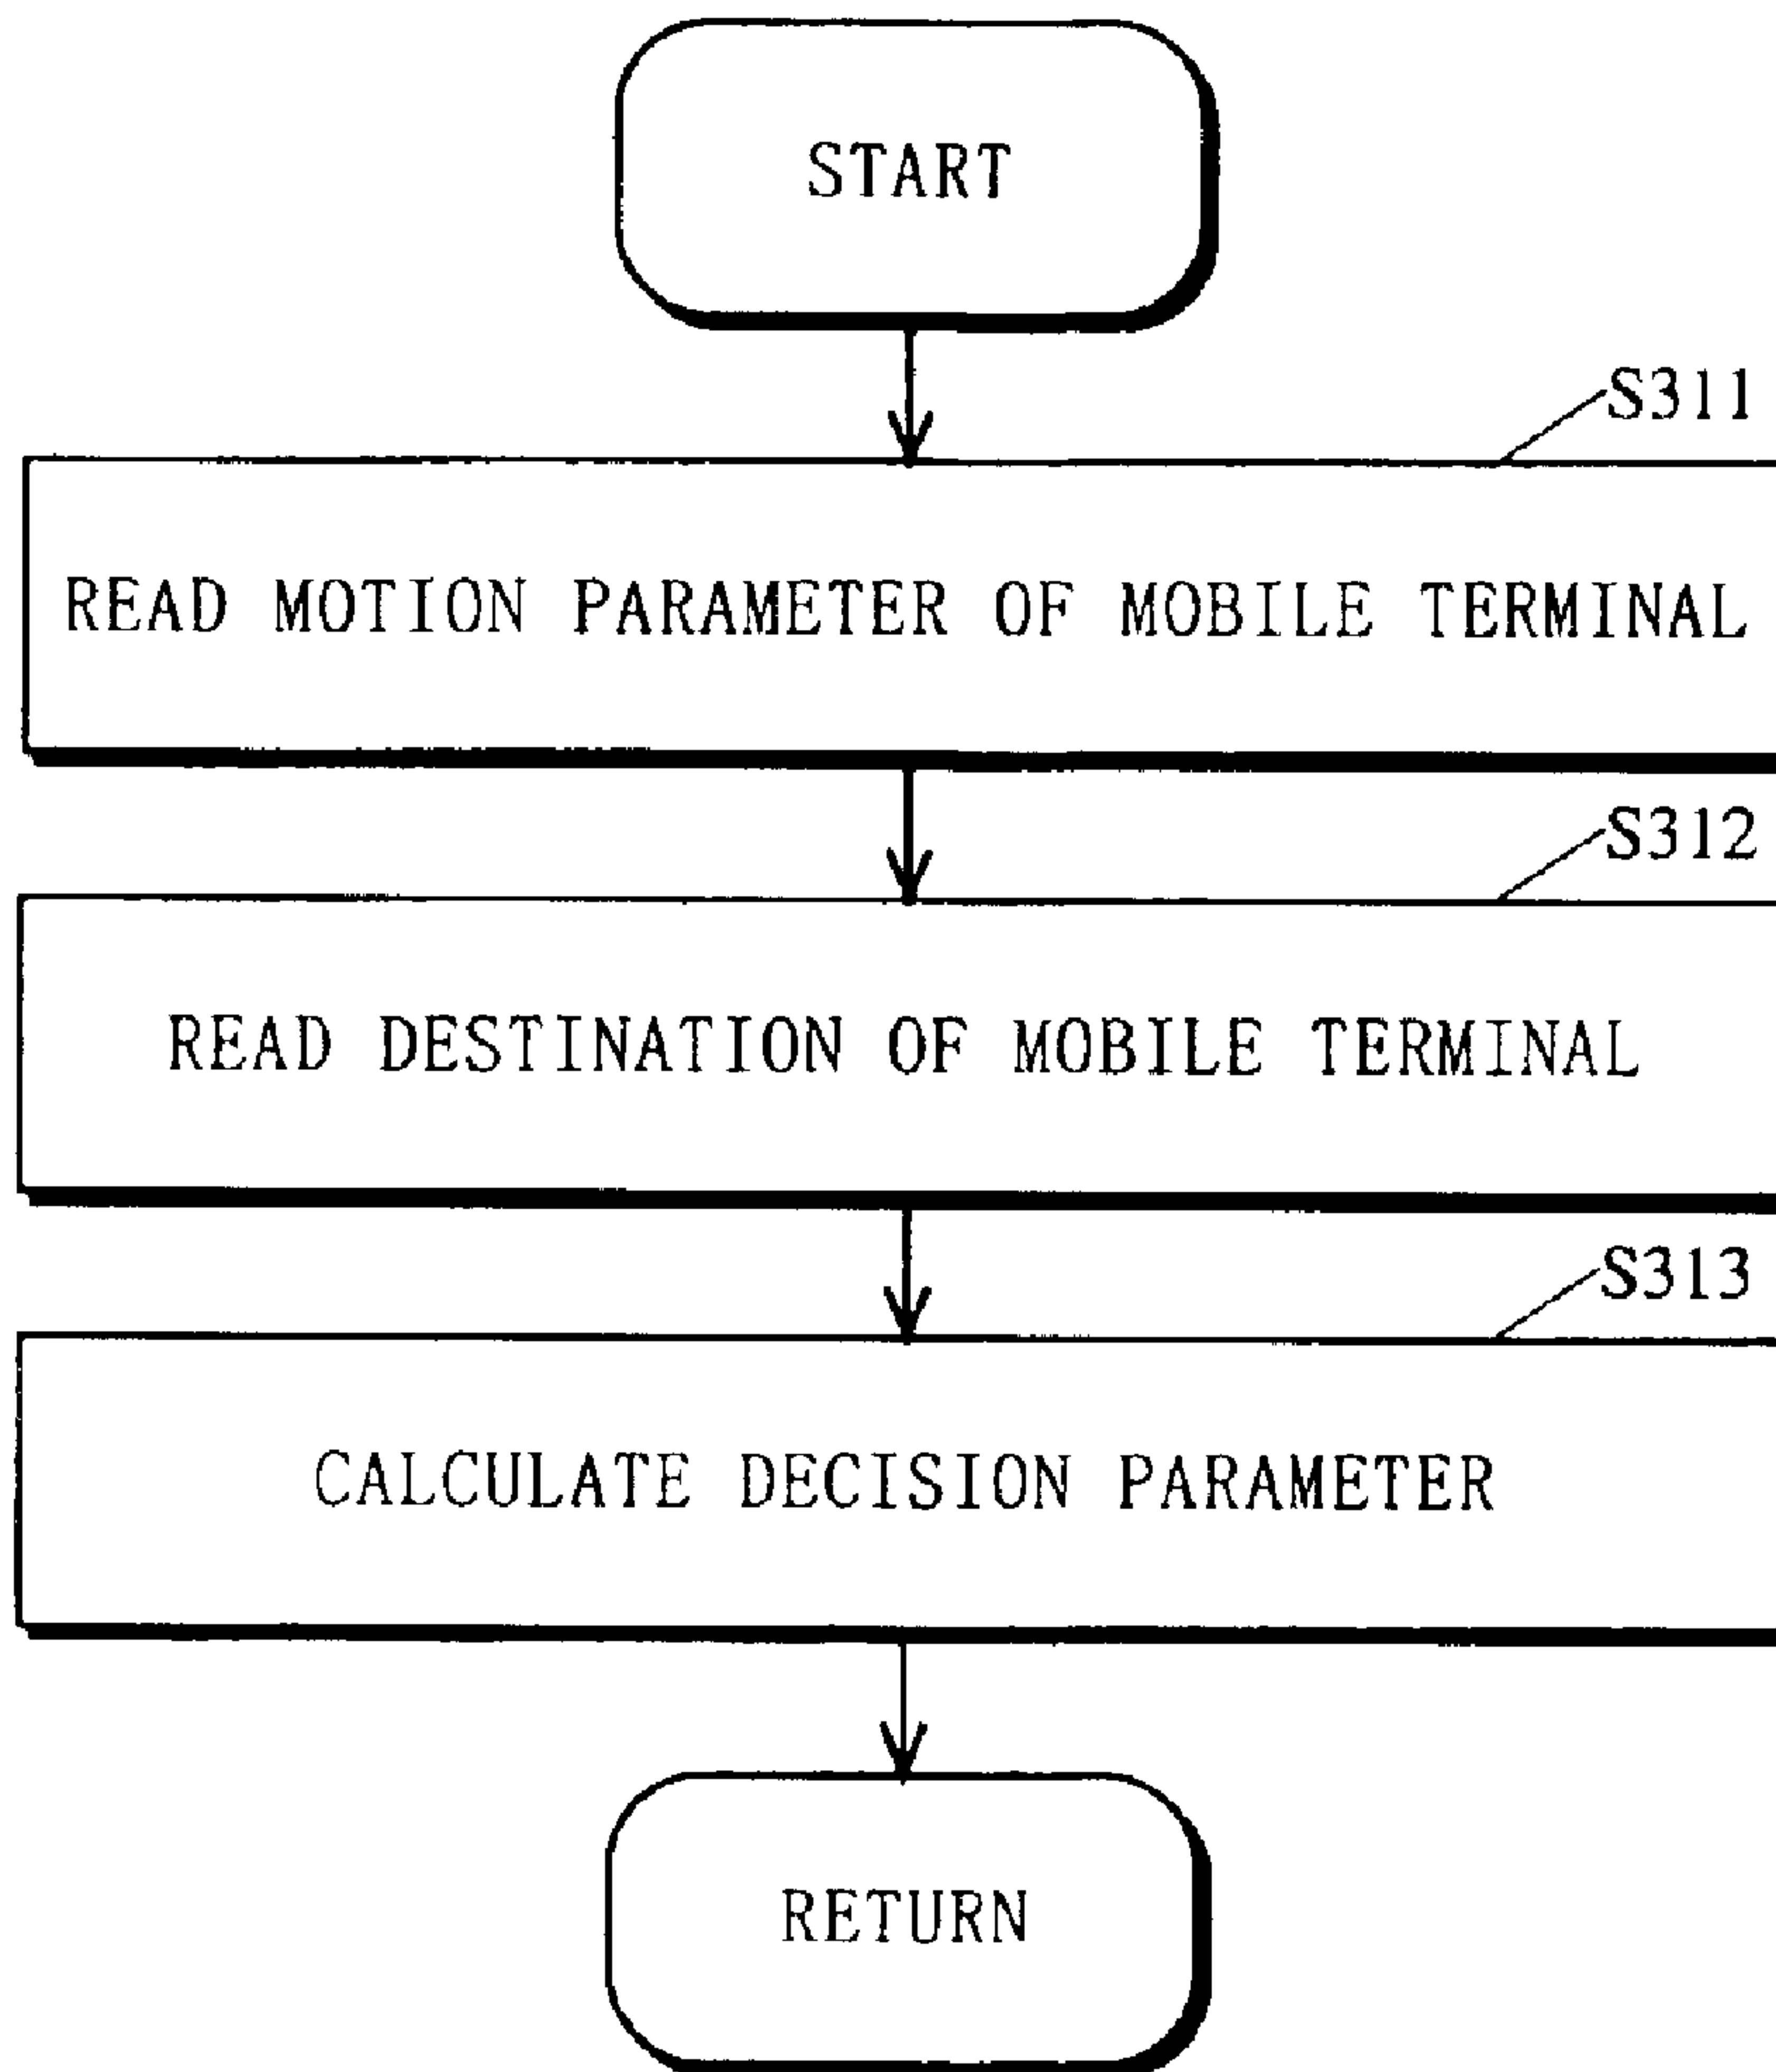 START
S311
READ MOTION PARAMETER OF MOBILE TERMINAL
S312
READ DESTINATION OF MOBILE TERMINAL
S313
CALCULATE DECISION PARAMETER
RETURN